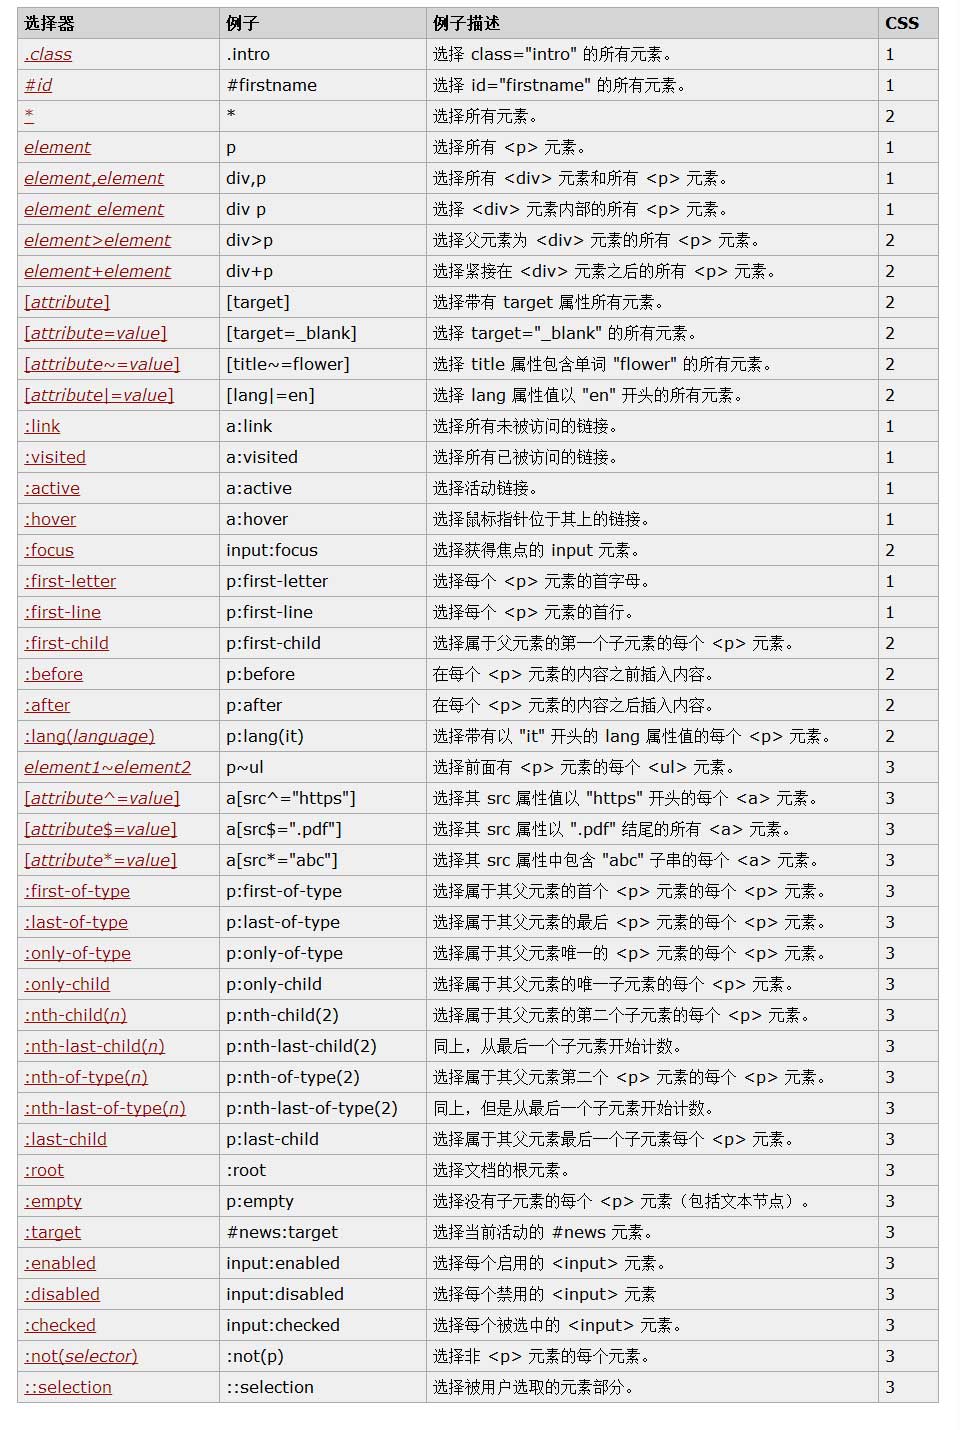 选择器 例子 例子描述 CSS
.class .intro 选择 class="intro" 的所有元素。 1
#id #firstname 选择 id="firstname" 的所有元素。 1
* * 选择所有元素。 2
element p 选择所有 <p> 元素。 1
element,element div,p 选择所有 <div> 元素和所有 <p> 元素。 1
element element div p 选择 <div> 元素内部的所有 <p> 元素。 1
element>element div>p 选择父元素为 <div> 元素的所有 <p> 元素。 2
element+element div+p 选择紧接在 <div> 元素之后的所有 <p> 元素。 2
[attribute] [target] 选择带有 target 属性所有元素。 2
[attribute=value] [target=_blank] 选择 target="_blank" 的所有元素。 2
[attribute~=value] [title~=flower] 选择 title 属性包含单词 "flower" 的所有元素。 2
[attribute|=value] [lang|=en] 选择 lang 属性值以 "en" 开头的所有元素。 2
:link a:link 选择所有未被访问的链接。 1
:visited a:visited 选择所有已被访问的链接。 1
:active a:active 选择活动链接。 1
:hover a:hover 选择鼠标指针位于其上的链接。 1
:focus input:focus 选择获得焦点的 input 元素。 2
:first-letter p:first-letter 选择每个 <p> 元素的首字母。 1
:first-line p:first-line 选择每个 <p> 元素的首行。 1
:first-child p:first-child 选择属于父元素的第一个子元素的每个 <p> 元素。 2
:before p:before 在每个 <p> 元素的内容之前插入内容。 2
:after p:after 在每个 <p> 元素的内容之后插入内容。 2
:lang(language) p:lang(it) 选择带有以 "it" 开头的 lang 属性值的每个 <p> 元素。 2
element1~element2 p~ul 选择前面有 <p> 元素的每个 <ul> 元素。 3
[attribute^=value] a[src^="https"] 选择其 src 属性值以 "https" 开头的每个 <a> 元素。 3
[attribute$=value] a[src$=".pdf"] 选择其 src 属性以 ".pdf" 结尾的所有 <a> 元素。 3
[attribute*=value] a[src*="abc"] 选择其 src 属性中包含 "abc" 子串的每个 <a> 元素。 3
:first-of-type p:first-of-type 选择属于其父元素的首个 <p> 元素的每个 <p> 元素。 3
:last-of-type p:last-of-type 选择属于其父元素的最后 <p> 元素的每个 <p> 元素。 3
:only-of-type p:only-of-type 选择属于其父元素唯一的 <p> 元素的每个 <p> 元素。 3
:only-child p:only-child 选择属于其父元素的唯一子元素的每个 <p> 元素。 3
:nth-child(n) p:nth-child(2) 选择属于其父元素的第二个子元素的每个 <p> 元素。 3
:nth-last-child(n) p:nth-last-child(2) 同上，从最后一个子元素开始计数。 3
:nth-of-type(n) p:nth-of-type(2) 选择属于其父元素第二个 <p> 元素的每个 <p> 元素。 3
:nth-last-of-type(n) p:nth-last-of-type(2) 同上，但是从最后一个子元素开始计数。 3
:last-child p:last-child 选择属于其父元素最后一个子元素每个 <p> 元素。 3
:root :root 选择文档的根元素。 3
:empty p:empty 选择没有子元素的每个 <p> 元素（包括文本节点）。 3
:target #news:target 选择当前活动的 #news 元素。 3
:enabled input:enabled 选择每个启用的 <input> 元素。 3
:disabled input:disabled 选择每个禁用的 <input> 元素 3
:checked input:checked 选择每个被选中的 <input> 元素。 3
:not(selector) :not(p) 选择非 <p> 元素的每个元素。 3
::selection ::selection 选择被用户选取的元素部分。 3